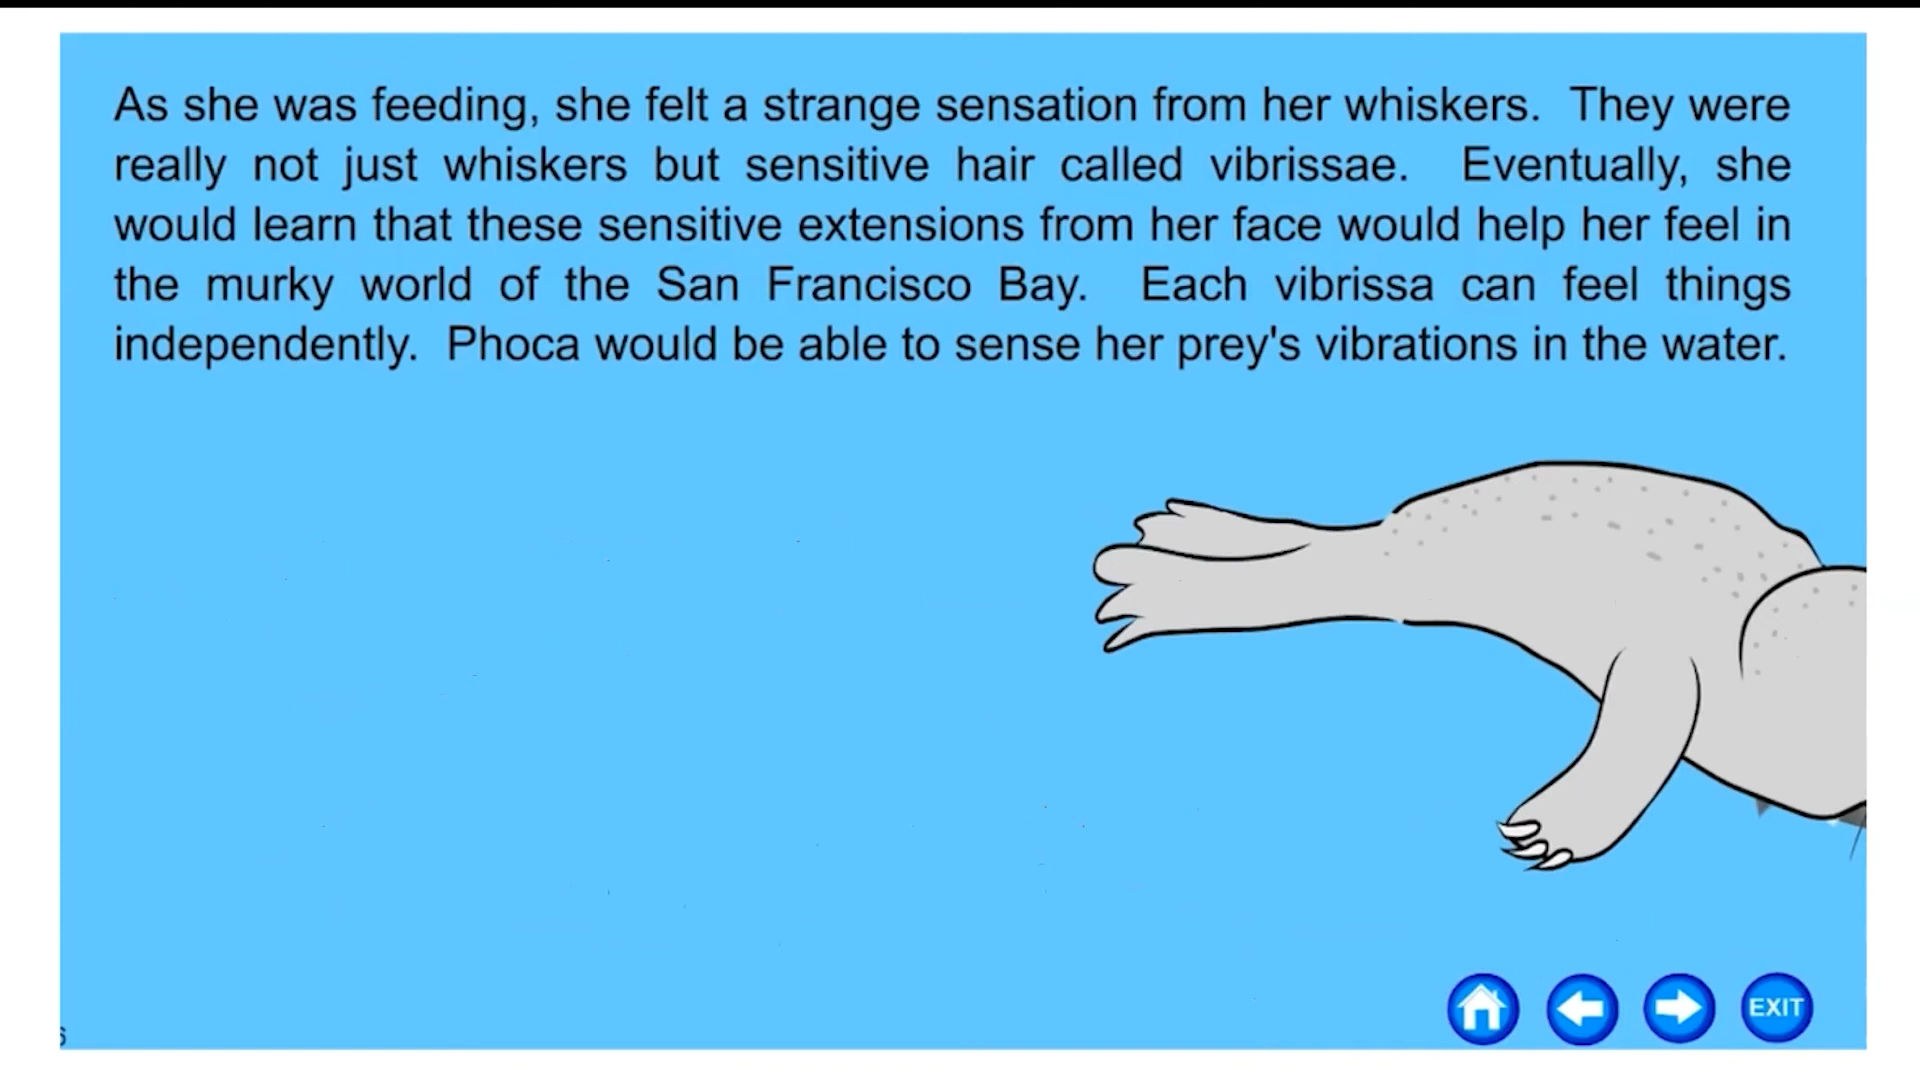 As she was feeding, she felt a strange sensation from her whiskers. They were
really not just whiskers but sensitive hair called vibrissae. Eventually, she
would learn that these sensitive extensions from her face would help her feel in
the murky world of the San Francisco Bay. Each vibrissa can feel things
independently. Phoca would be able to sense her prey's vibrations in the water.
EXIT